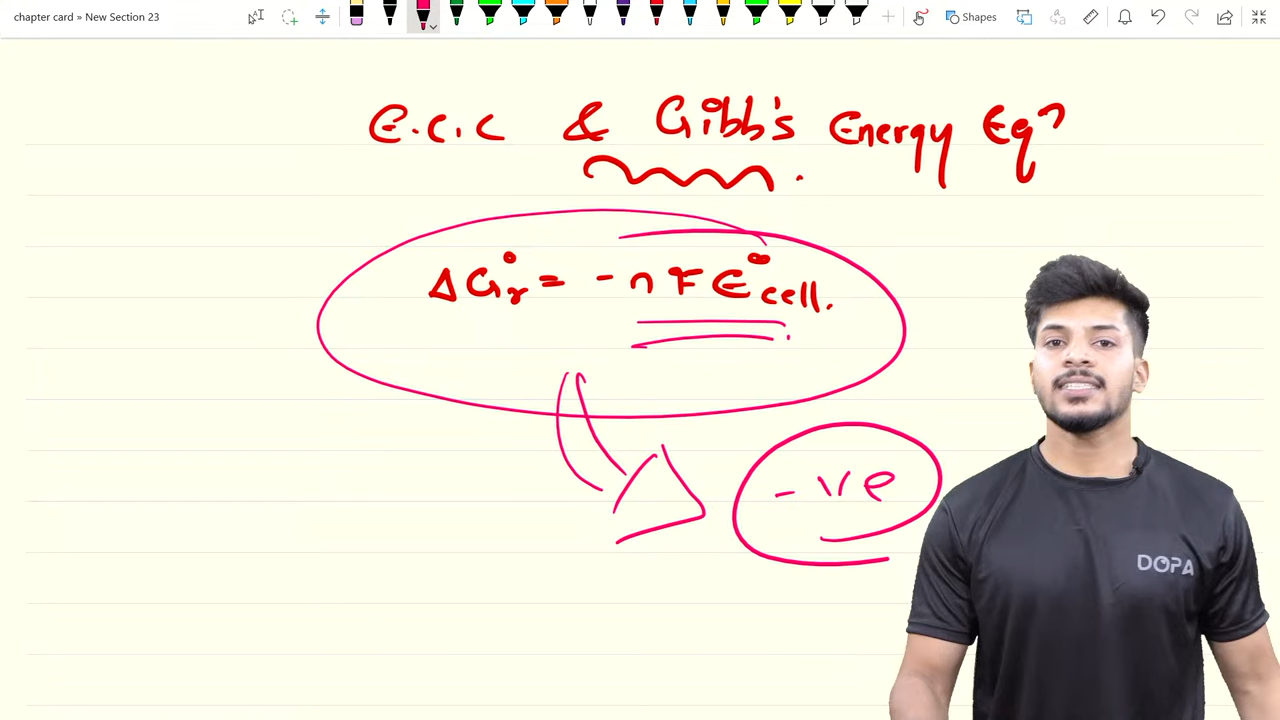 chapter card » New Section 23
Shapes
E.C.C & Gibb's Energy Eqn
ΔG°r = -nFE°cell.
-ve
DOPA